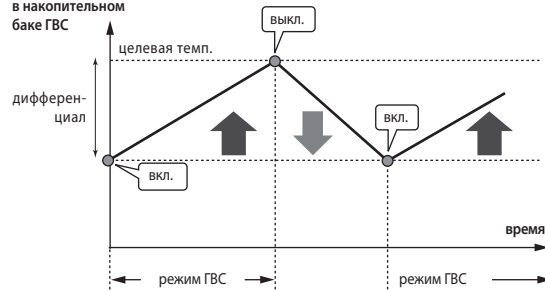 в накопительном
баке ГВС
выкл.
целевая темп.
дифферен-
циал
вкл.
вкл.
время
режим ГВС
режим ГВС